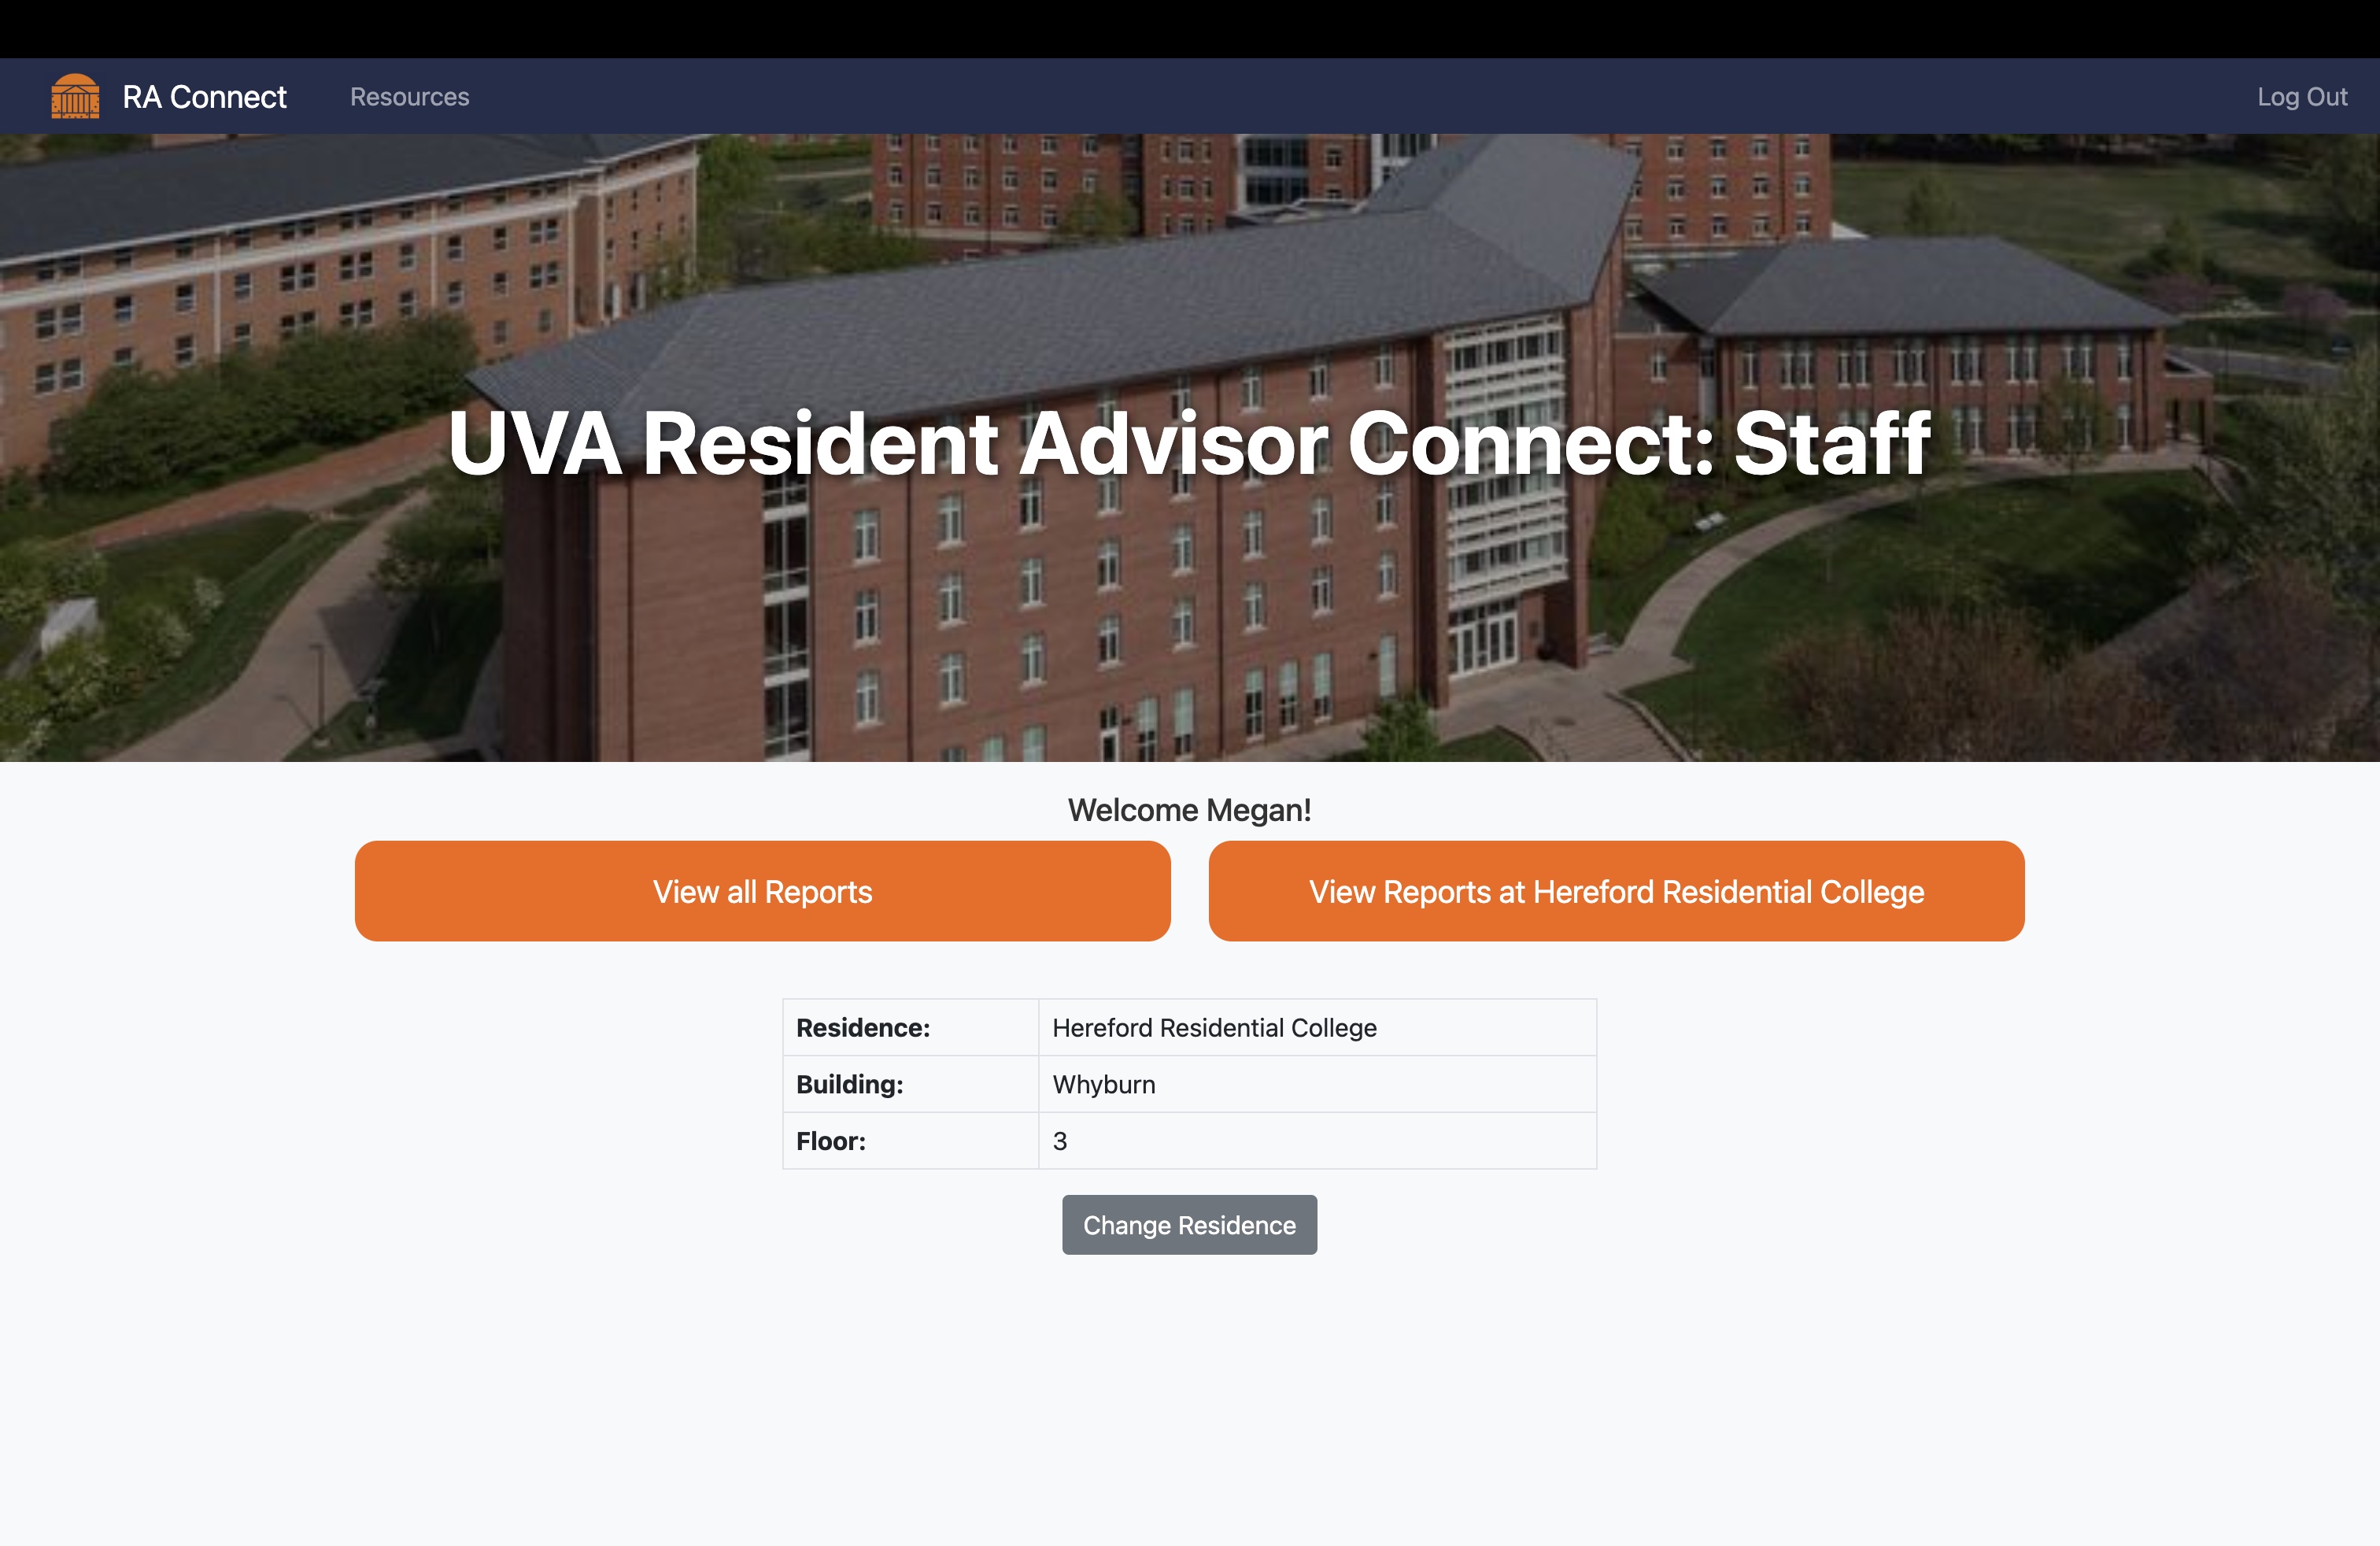 RA Connect
Resources
Log Out
UVA Resident Advisor Connect: Staff
Welcome Megan!
View all Reports
View Reports at Hereford Residential College
Residence: Hereford Residential College
Building: Whyburn
Floor: 3
Change Residence